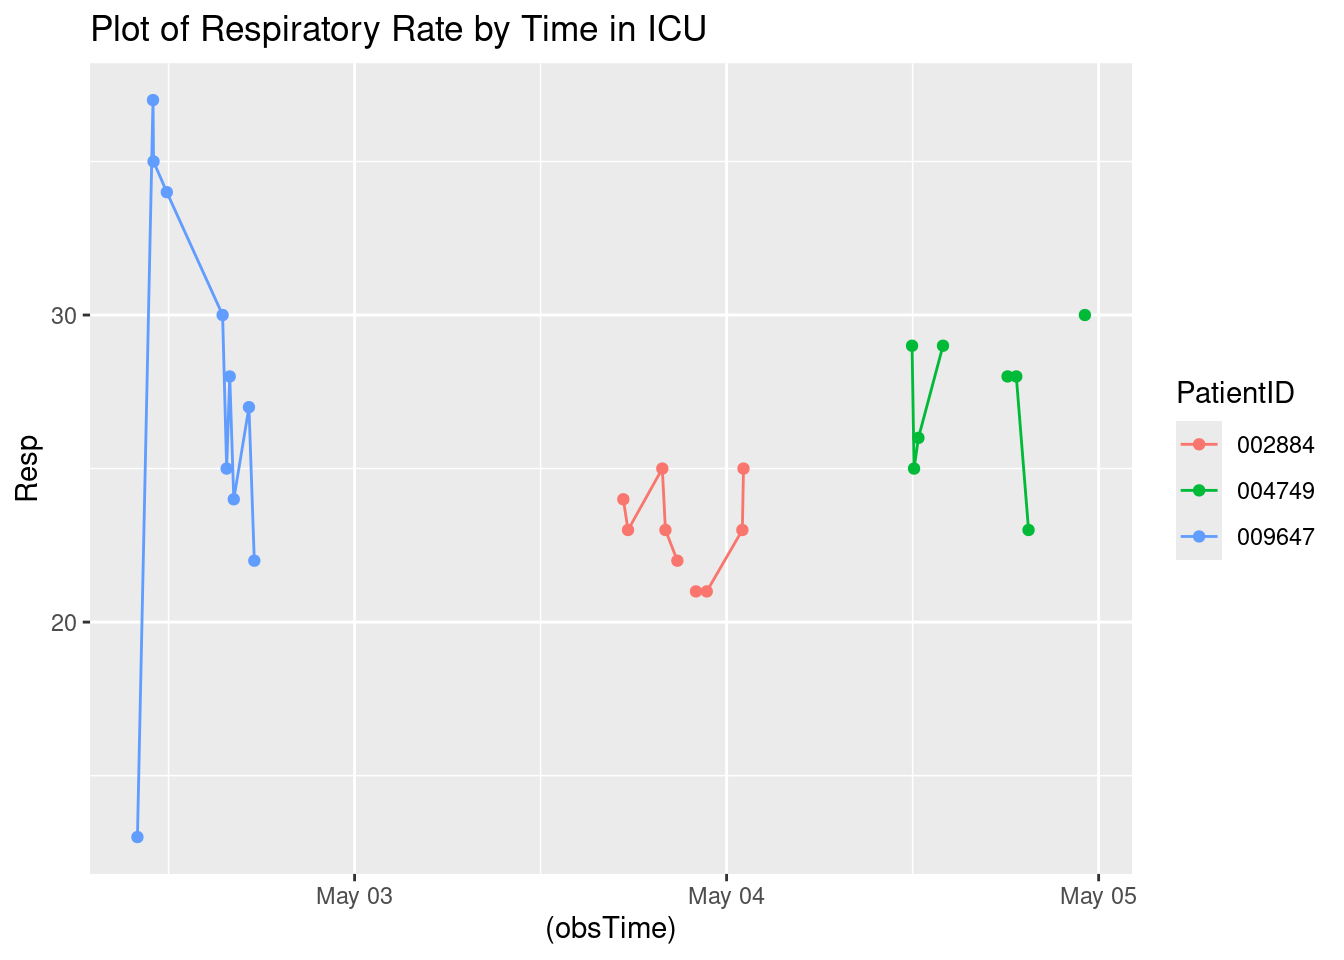 Plot of Respiratory Rate by Time in ICU
Resp
30
20
May 03
May 04
May 05
(obsTime)
PatientID
002884
004749
009647